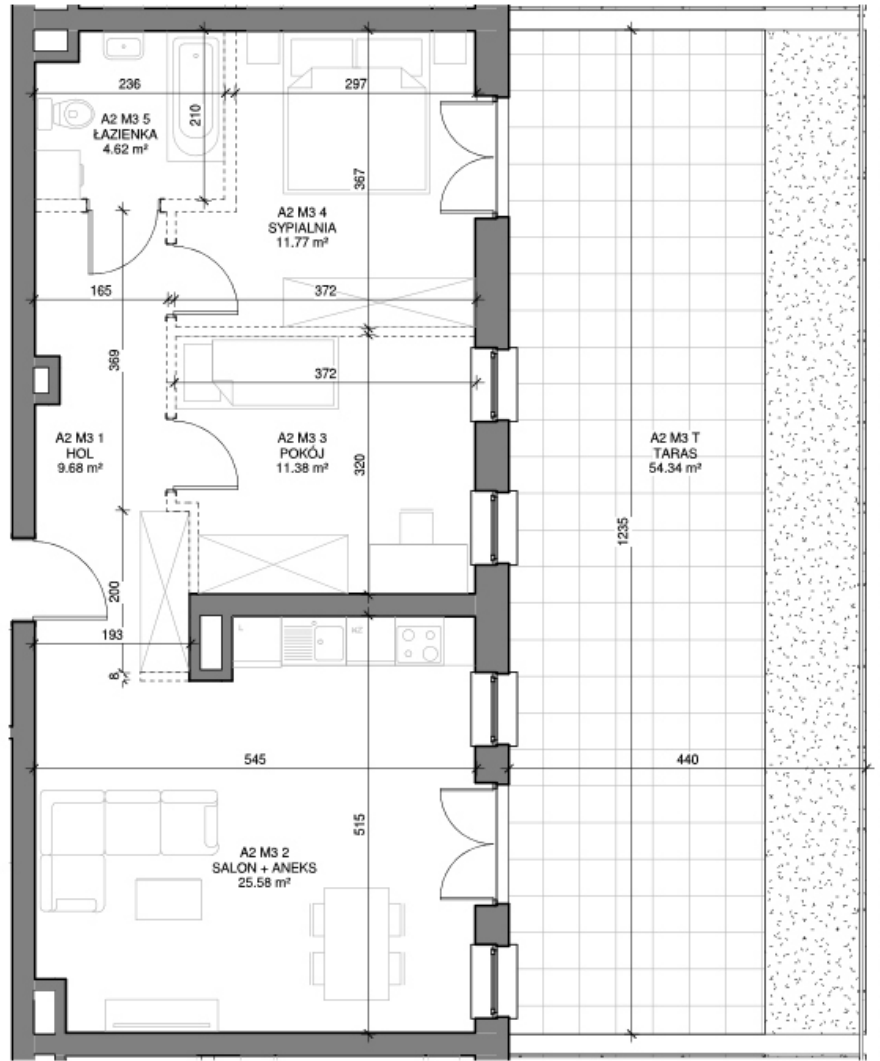 236
297
210
A2 M3 5
ŁAZIENKA
4.62 m²
367
A2 M3 4
SYPIALNIA
11.77 m²
165
372
369
372
A2 M3 1
HOL
9.68 m²
A2 M3 3
POKÓJ
11.38 m²
320
A2 M3 T
TARAS
54.34 m²
1235
200
193
8
L
WZ
545
440
515
A2 M3 2
SALON + ANEKS
25.58 m²